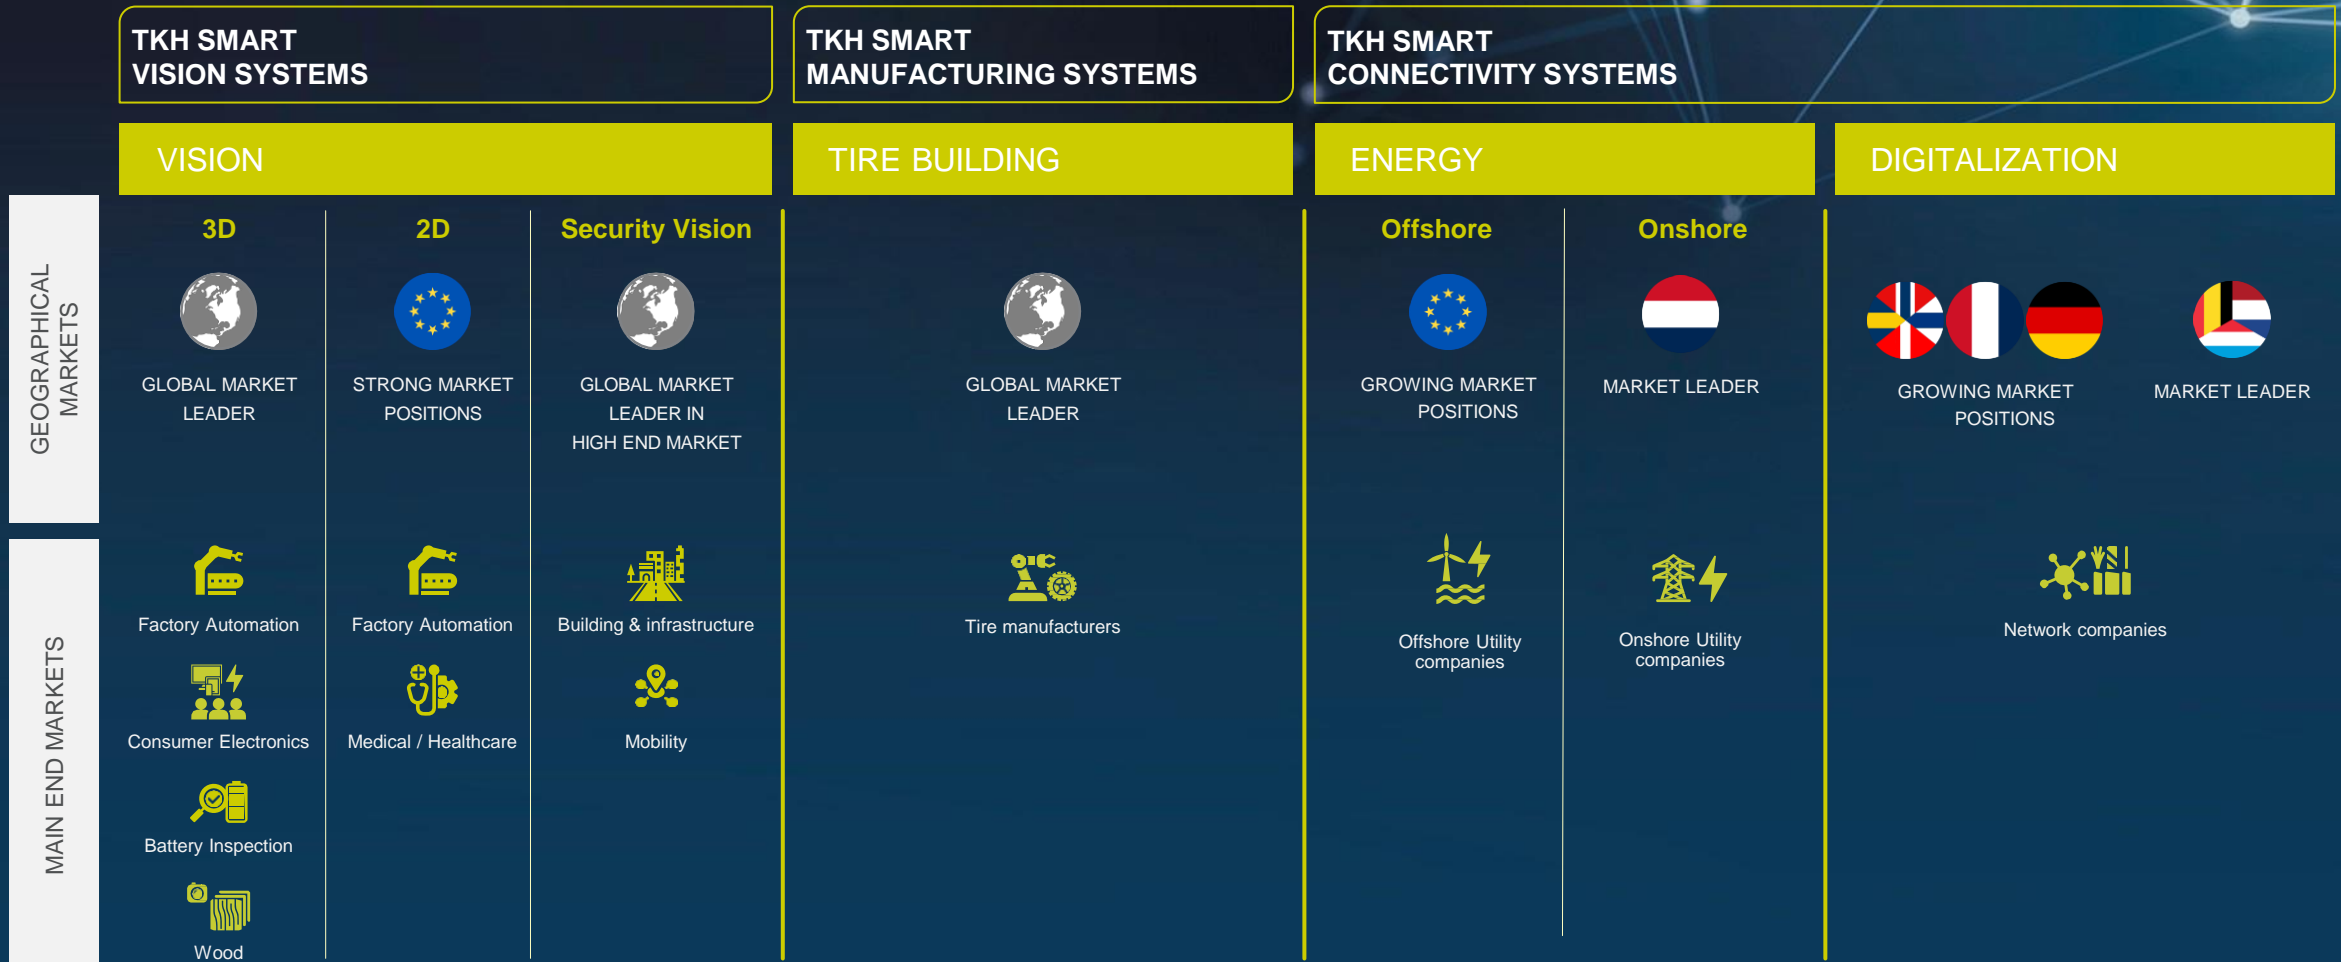 TKH SMART
VISION SYSTEMS
TKH SMART
MANUFACTURING SYSTEMS
TKH SMART
CONNECTIVITY SYSTEMS
VISION
TIRE BUILDING
ENERGY
DIGITALIZATION
GEOGRAPHICAL
MARKETS
3D
GLOBAL MARKET
LEADER
2D
STRONG MARKET
POSITIONS
Security Vision
GLOBAL MARKET
LEADER IN
HIGH END MARKET
GLOBAL MARKET
LEADER
Offshore
GROWING MARKET
POSITIONS
Onshore
MARKET LEADER
GROWING MARKET
POSITIONS
MARKET LEADER
MAIN END MARKETS
Factory Automation
Consumer Electronics
Battery Inspection
Wood
Factory Automation
Medical / Healthcare
Building & infrastructure
Mobility
Tire manufacturers
Offshore Utility
companies
Onshore Utility
companies
Network companies